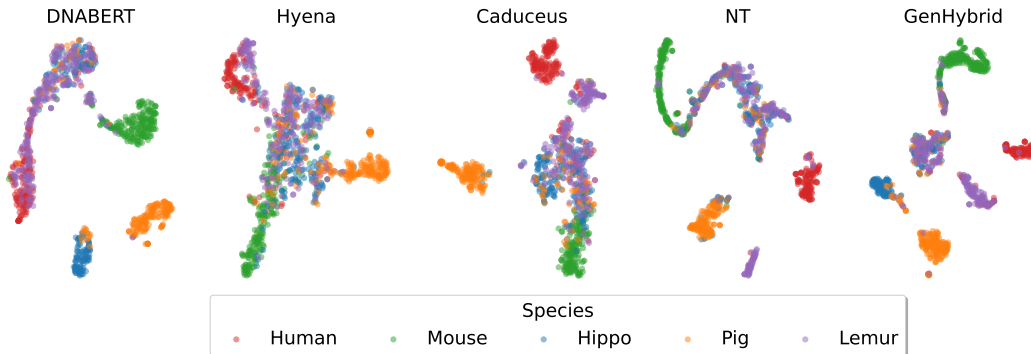 DNABERT Hyena Caduceus NT GenHybrid
Species
Human Mouse Hippo Pig Lemur